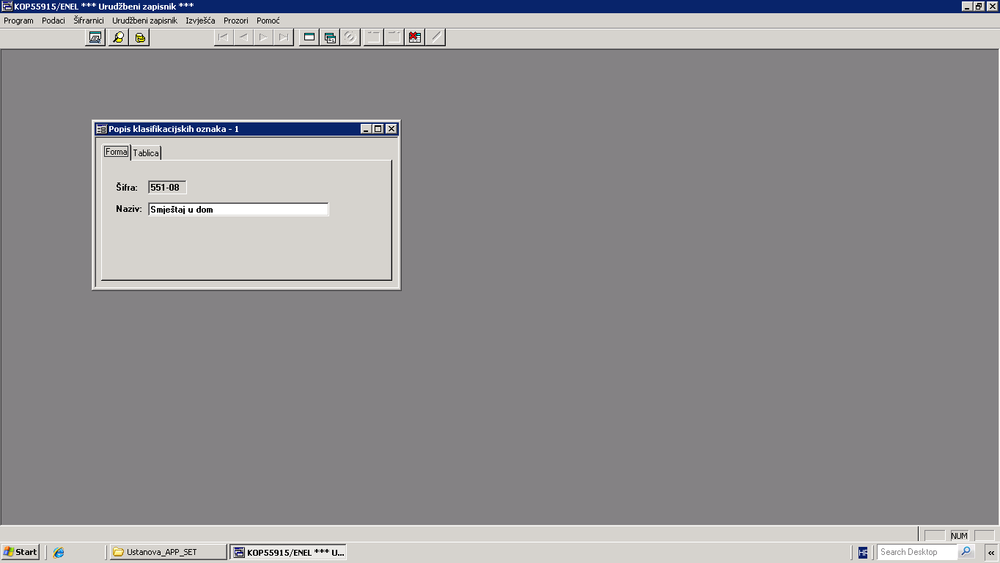 KOP55915/ENEL *** Urudžbeni zapisnik ***
Program Podaci Šifrarnici Urudžbeni zapisnik Izvješća Prozori Pomoć
Popis klasifikacijskih oznaka - 1
Forma Tablica
Šifra: 551-08
Naziv: Smještaj u dom
NUM
Start Ustanova_APP_SET KOP55915/ENEL *** U... HR Search Desktop «